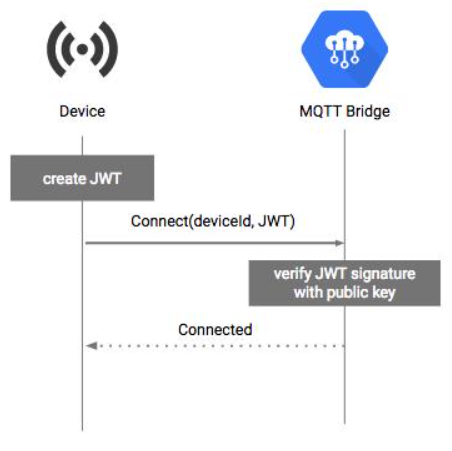 Device
MQTT Bridge
create JWT
Connect(deviceId, JWT)
verify JWT signature
with public key
Connected